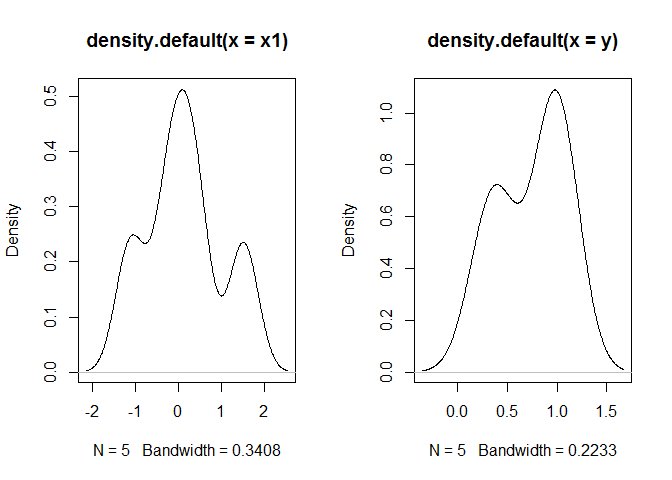 density.default(x = x1)
Density
0.0 0.1 0.2 0.3 0.4 0.5
-2 -1 0 1 2
N = 5 Bandwidth = 0.3408
density.default(x = y)
Density
0.0 0.2 0.4 0.6 0.8 1.0
0.0 0.5 1.0 1.5
N = 5 Bandwidth = 0.2233